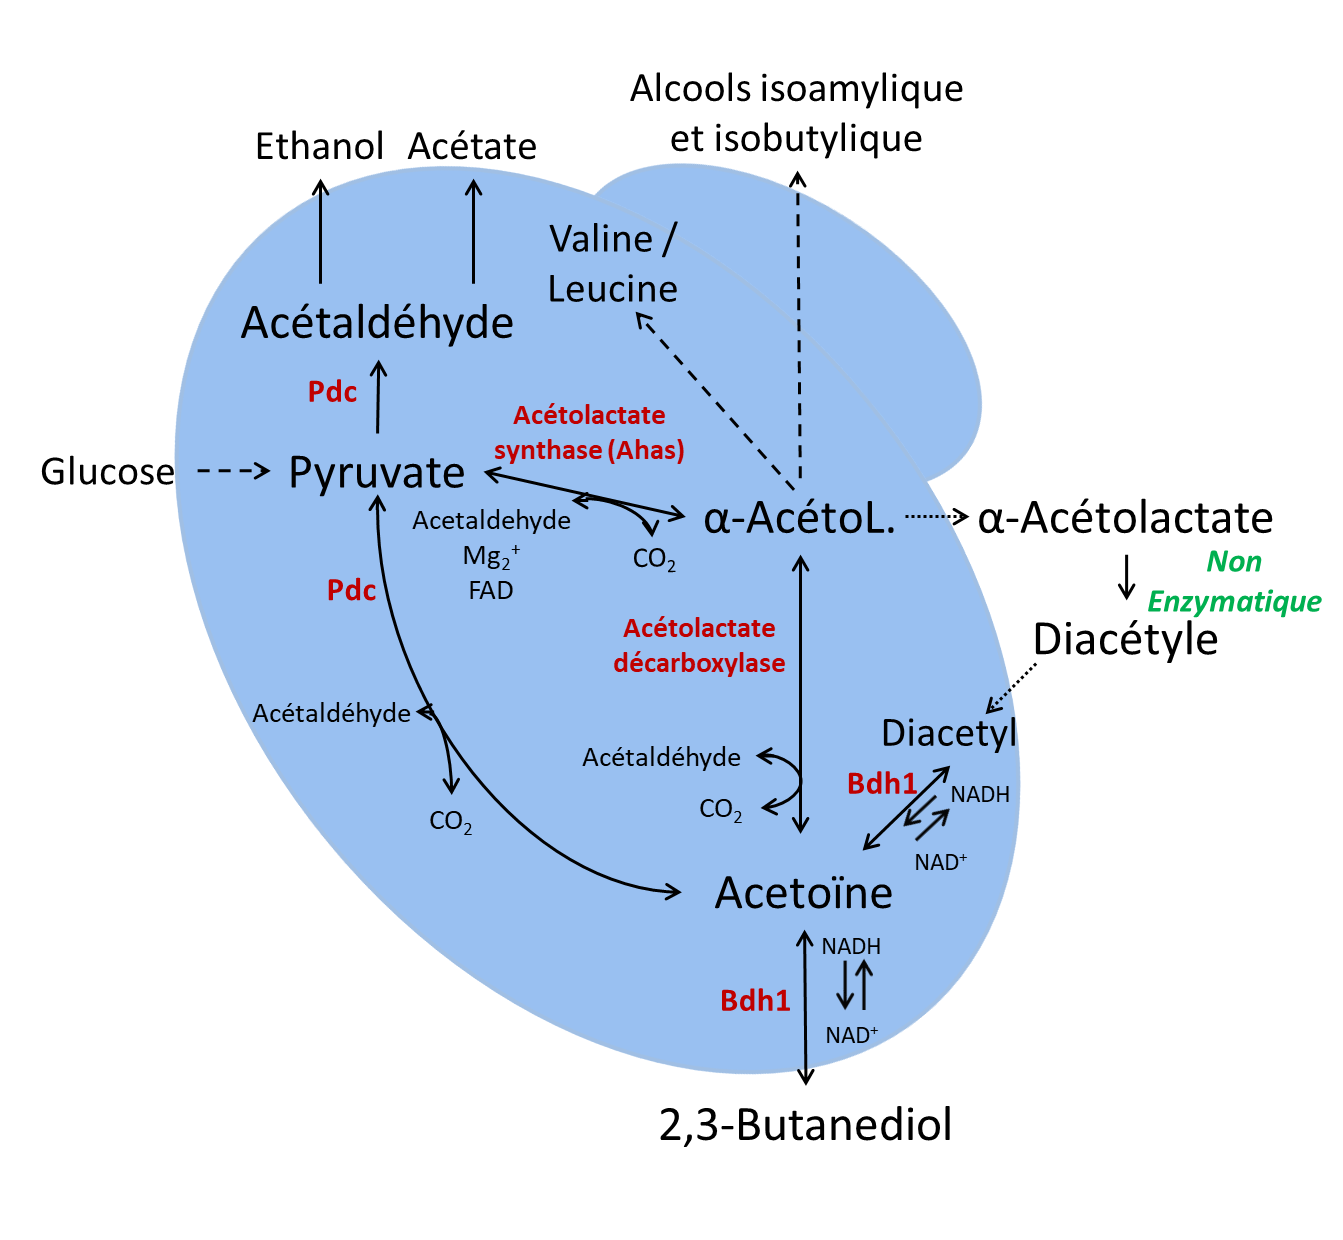 Alcools isoamylique
et isobutylique
Ethanol
Acétate
Valine /
Leucine
Acétaldéhyde
Pdc
Acétolactate
synthase (Ahas)
Glucose
Pyruvate
α-AcétoL.
α-Acétolactate
Acetaldehyde
Mg₂⁺
FAD
CO₂
Non
Enzymatique
Pdc
Diacétyle
Acétolactate
décarboxylase
Acétaldéhyde
CO₂
Acétaldéhyde
CO₂
Diacetyl
Bdh1
NADH
NAD⁺
Acetoïne
NADH
Bdh1
NAD⁺
2,3-Butanediol